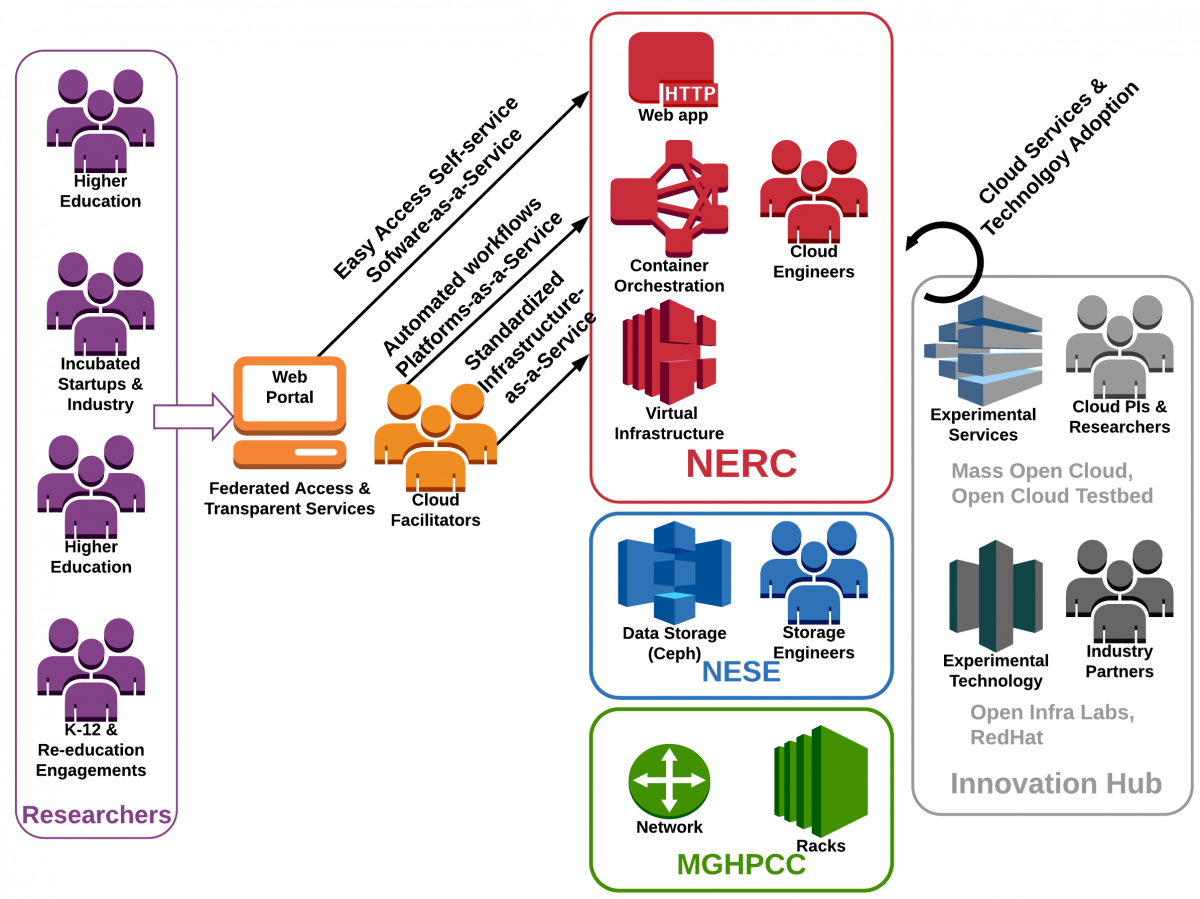 Higher
Education
Incubated
Startups &
Industry
Higher
Education
K-12 &
Re-education
Engagements
Researchers
Web
Portal
Federated Access &
Transparent Services
Cloud
Facilitators
Easy Access Self-service
Sofware-as-a-Service
Automated workflows
Platforms-as-a-Service
Standardized
Infrastructure-
as-a-Service
HTTP
Web app
Container
Orchestration
Cloud
Engineers
Virtual
Infrastructure
NERC
Data Storage
(Ceph)
Storage
Engineers
NESE
Network
Racks
MGHPCC
Cloud Services &
Technolgoy Adoption
Experimental
Services
Cloud PIs &
Researchers
Mass Open Cloud,
Open Cloud Testbed
Experimental
Technology
Industry
Partners
Open Infra Labs,
RedHat
Innovation Hub